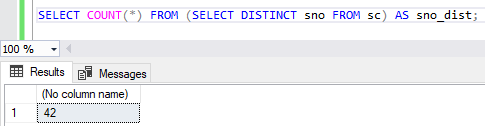 SELECT COUNT(*) FROM (SELECT DISTINCT sno FROM sc) AS sno_dist;
100 %
Results Messages
(No column name)
1 42